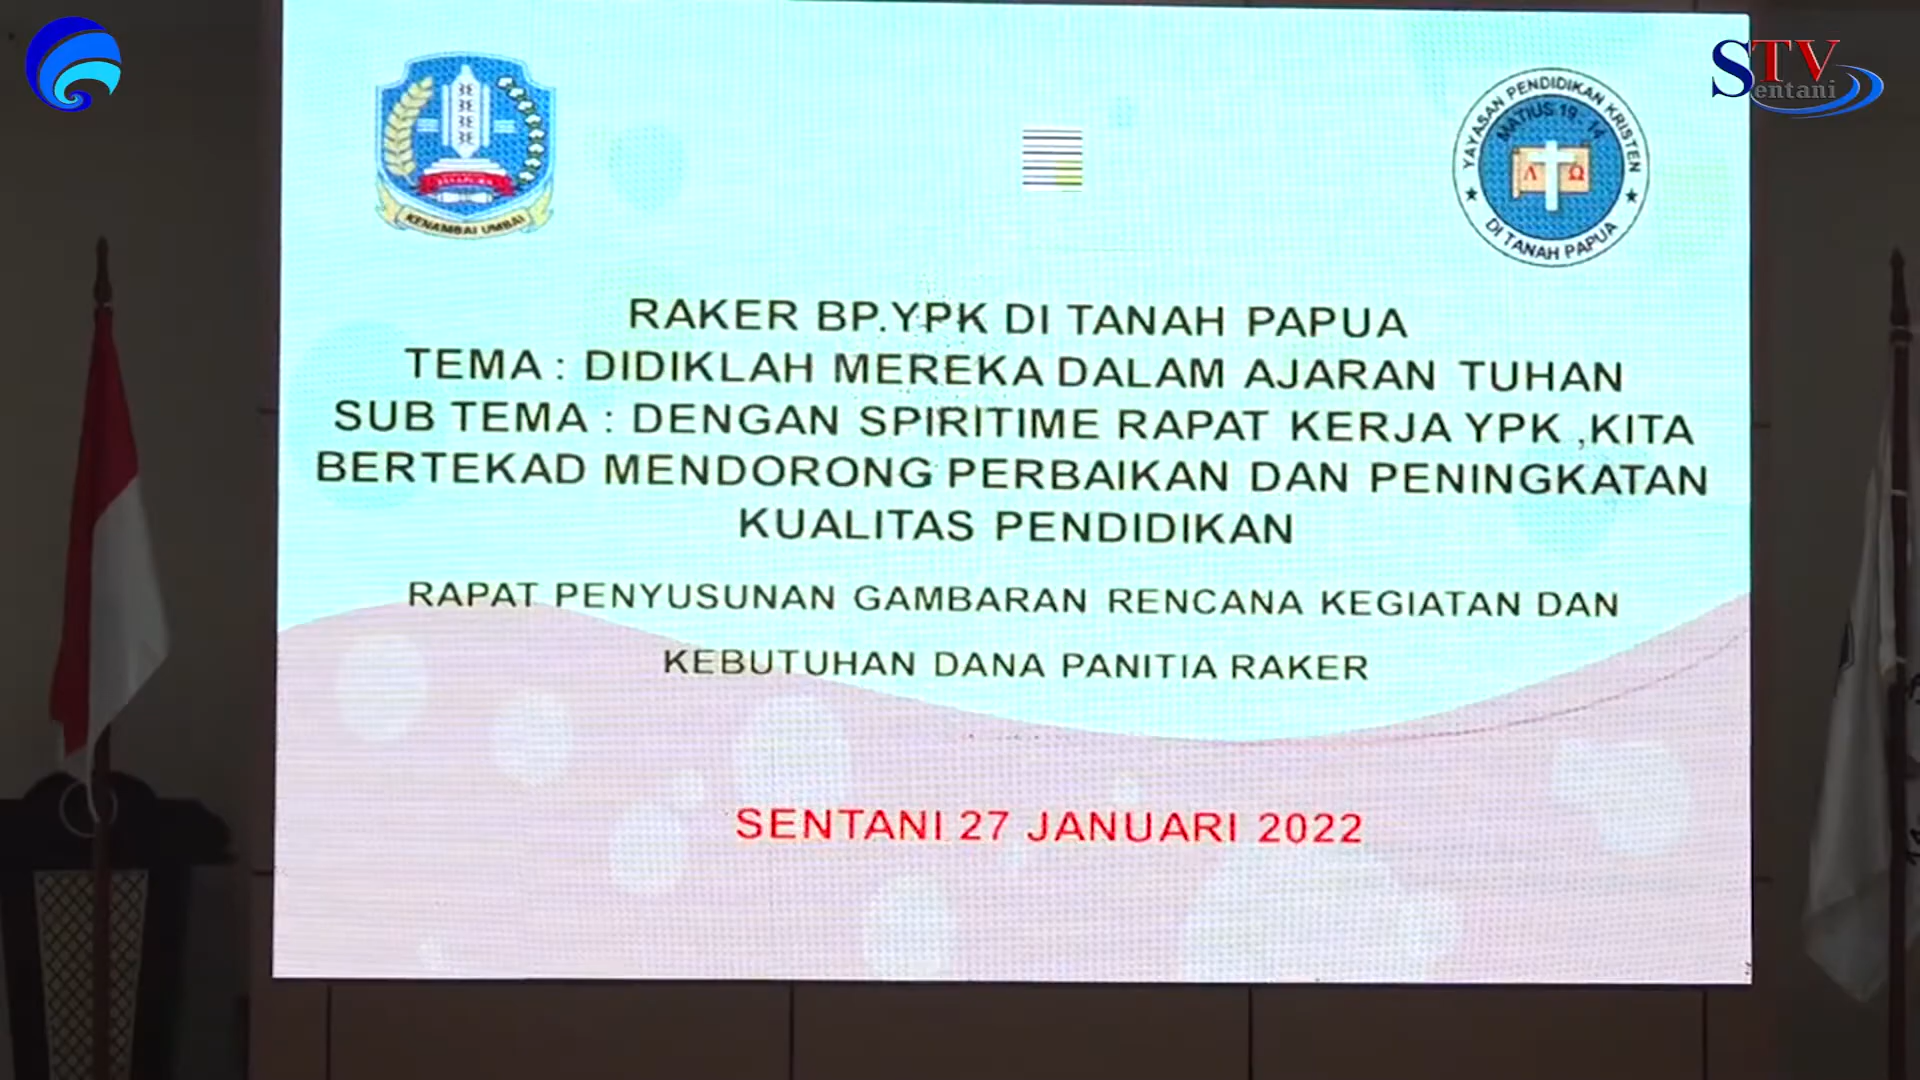 STV
Sentani
KENAMBAI UMBAI
YAYASAN PENDIDIKAN KRISTEN
MATIUS 19:14
Λ Ω
★ DI TANAH PAPUA ★
RAKER BP.YPK DI TANAH PAPUA
TEMA : DIDIKLAH MEREKA DALAM AJARAN TUHAN
SUB TEMA : DENGAN SPIRITIME RAPAT KERJA YPK ,KITA
BERTEKAD MENDORONG PERBAIKAN DAN PENINGKATAN
KUALITAS PENDIDIKAN
RAPAT PENYUSUNAN GAMBARAN RENCANA KEGIATAN DAN
KEBUTUHAN DANA PANITIA RAKER
SENTANI 27 JANUARI 2022